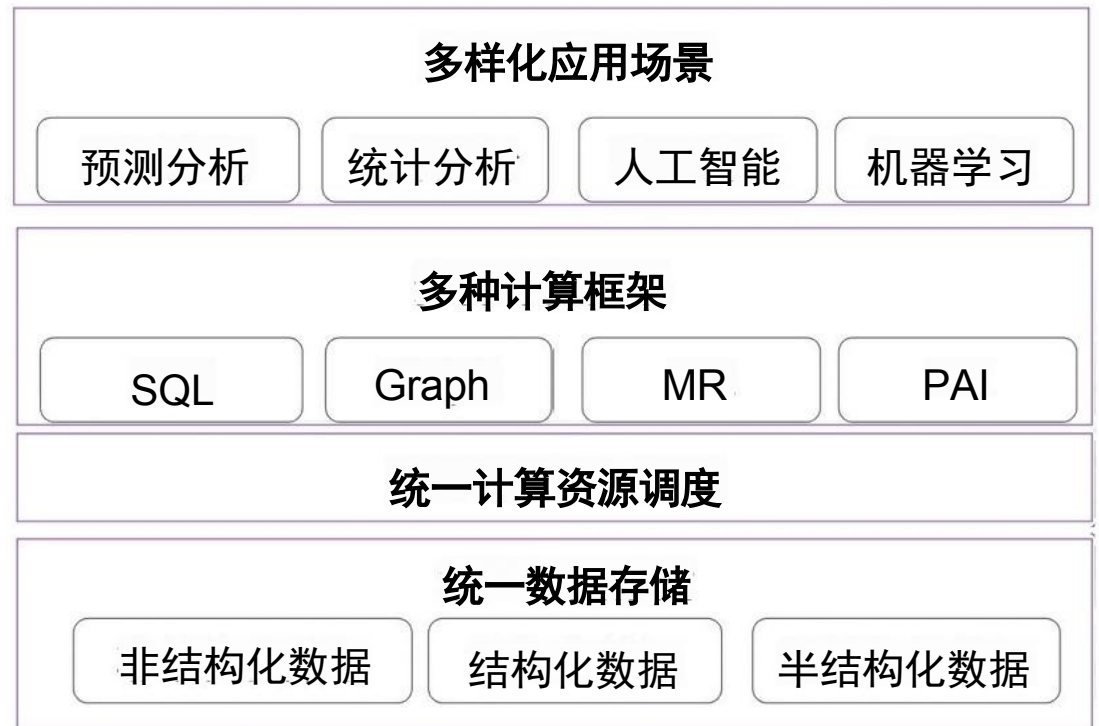 多样化应用场景
预测分析 统计分析 人工智能 机器学习
多种计算框架
SQL Graph MR PAI
统一计算资源调度
统一数据存储
非结构化数据 结构化数据 半结构化数据